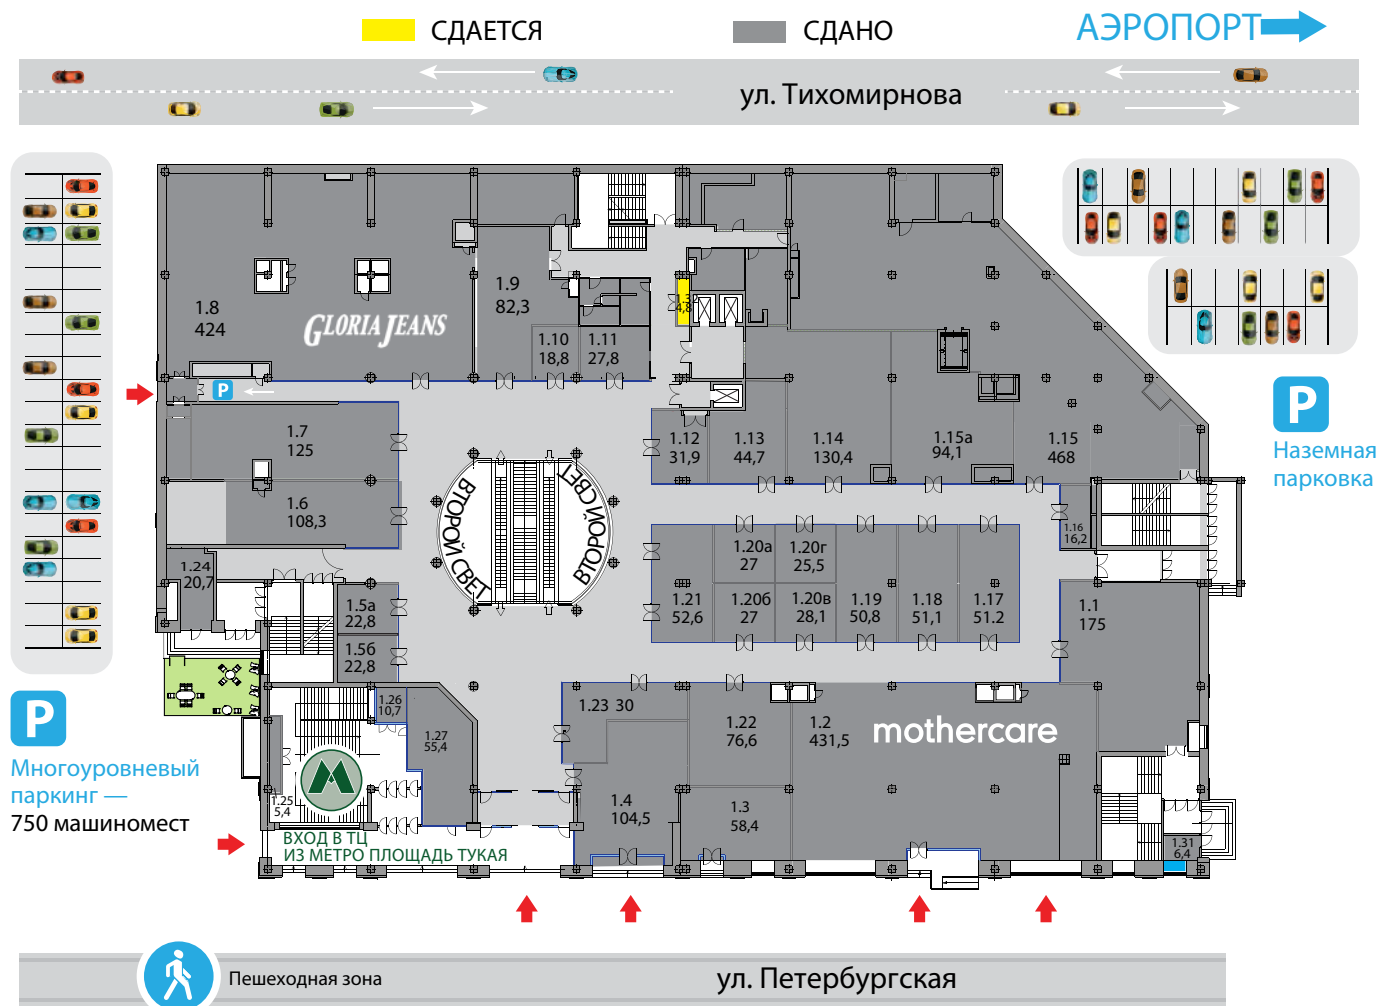 СДАЕТСЯ
СДАНО
АЭРОПОРТ
ул. Тихомирнова
1.8
424
GLORIA JEANS
1.9
82,3
1.10
18,8
1.11
27,8
1.32
4,8
P
1.7
125
1.6
108,3
1.12
31,9
1.13
44,7
1.14
130,4
1.15а
94,1
1.15
468
P
Наземная
парковка
ВТОРОЙ СВЕТ
ВТОРОЙ СВЕТ
1.16
16,2
1.20а
27
1.20г
25,5
1.24
20,7
1.5а
22,8
1.5б
22,8
1.21
52,6
1.20б
27
1.20в
28,1
1.19
50,8
1.18
51,1
1.17
51.2
1.1
175
1.26
10,7
1.27
55,4
1.23 30
1.22
76,6
1.2
431,5
mothercare
P
Многоуровневый
паркинг —
750 машиномест
1.25
5,4
M
1.4
104,5
1.3
58,4
1.31
6,4
ВХОД В ТЦ
ИЗ МЕТРО ПЛОЩАДЬ ТУКАЯ
Пешеходная зона
ул. Петербургская